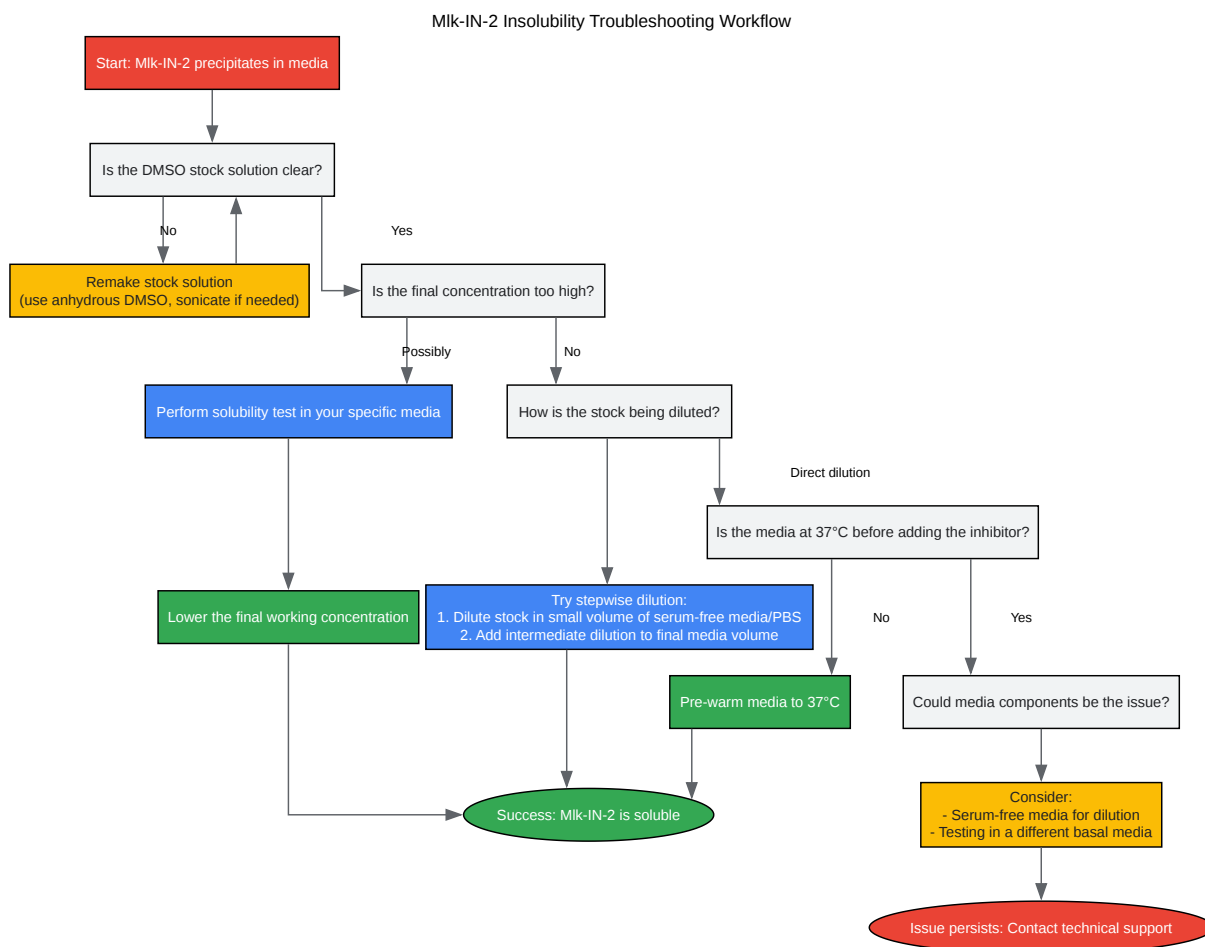 Mlk-IN-2 Insolubility Troubleshooting Workflow
Start: Mlk-IN-2 precipitates in media
Is the DMSO stock solution clear?
No
Yes
Remake stock solution
(use anhydrous DMSO, sonicate if needed)
Is the final concentration too high?
Possibly
No
Perform solubility test in your specific media
How is the stock being diluted?
Direct dilution
Is the media at 37°C before adding the inhibitor?
Lower the final working concentration
Try stepwise dilution:
1. Dilute stock in small volume of serum-free media/PBS
2. Add intermediate dilution to final media volume
No
Yes
Pre-warm media to 37°C
Could media components be the issue?
Success: Mlk-IN-2 is soluble
Consider:
- Serum-free media for dilution
- Testing in a different basal media
Issue persists: Contact technical support